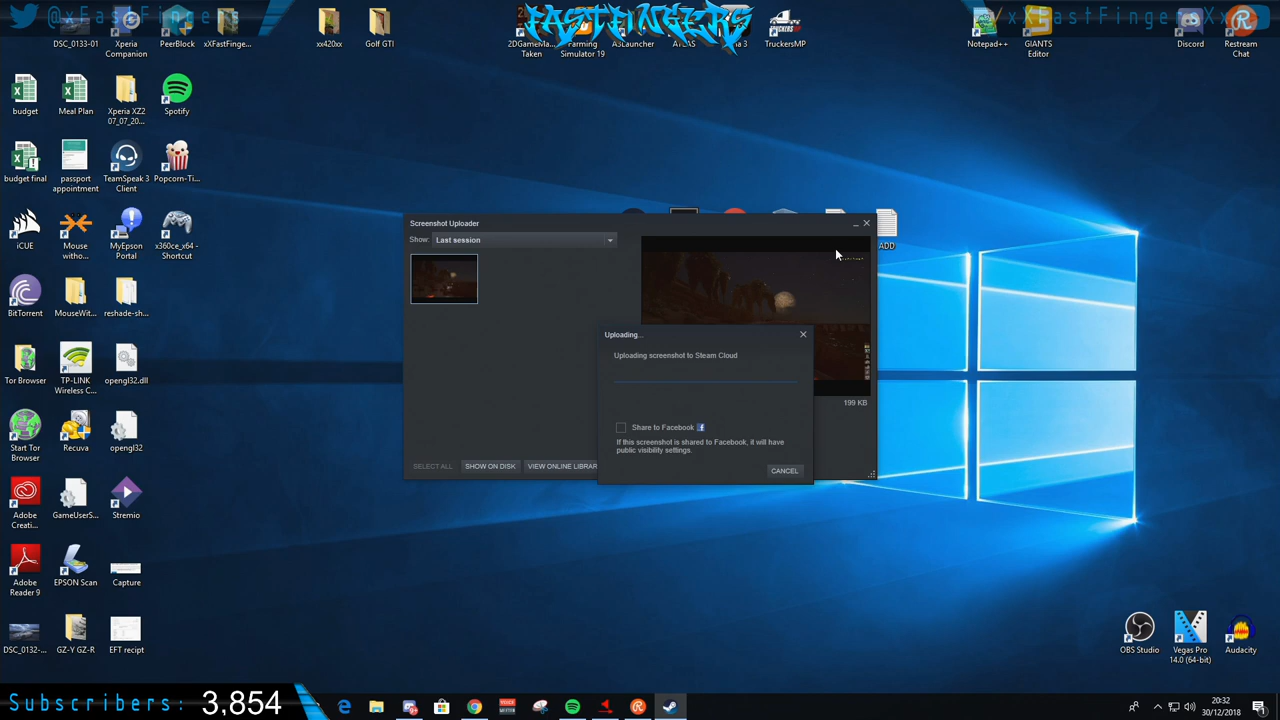 @xFastFingers
FASTFINGERS
/xXFastFingersXx
DSC_0133-01
Xperia
Companion
PeerBlock
xXFastFinge...
xx420xx
Golf GTI
2DGameMa...
Taken
Farming
Simulator 19
ASLauncher
ATLAS
TruckersMP
Notepad++
GIANTS
Editor
Discord
Restream
Chat
budget
Meal Plan
Xperia XZ2
07_07_20...
Spotify
budget final
passport
appointment
TeamSpeak 3
Client
Popcorn-Ti...
iCUE
Mouse
witho...
MyEpson
Portal
x360ce_x64 -
Shortcut
ADD
BitTorrent
MouseWit...
reshade-sh...
Tor Browser
TP-LINK
Wireless C...
opengl32.dll
Start Tor
Browser
Recuva
opengl32
Adobe
Creati...
GameUserS...
Stremio
Adobe
Reader 9
EPSON Scan
Capture
DSC_0132-...
GZ-Y GZ-R
EFT recipt
Screenshot Uploader
Show:
Last session
199 KB
SELECT ALL
SHOW ON DISK
VIEW ONLINE LIBRAR
Uploading...
Uploading screenshot to Steam Cloud
Share to Facebook
If this screenshot is shared to Facebook, it will have
public visibility settings.
CANCEL
OBS Studio
Vegas Pro
14.0 (64-bit)
Audacity
Subscribers: 3,854
20:32
30/12/2018